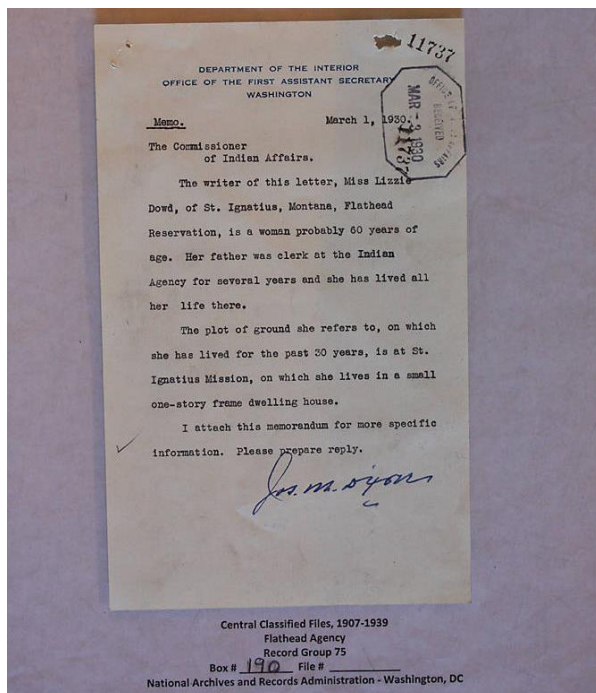 11737
DEPARTMENT OF THE INTERIOR
OFFICE OF THE FIRST ASSISTANT SECRETARY
WASHINGTON
Memo.
March 1, 1930.
RECEIVED
MAR - 3 1930
11737
The Commissioner
of Indian Affairs.
The writer of this letter, Miss Lizzie
Dowd, of St. Ignatius, Montana, Flathead
Reservation, is a woman probably 60 years of
age. Her father was clerk at the Indian
Agency for several years and she has lived all
her life there.
The plot of ground she refers to, on which
she has lived for the past 30 years, is at St.
Ignatius Mission, on which she lives in a small
one-story frame dwelling house.
I attach this memorandum for more specific
information. Please prepare reply.
Jos. M. Dixon
Central Classified Files, 1907-1939
Flathead Agency
Record Group 75
Box # 190 File #
National Archives and Records Administration - Washington, DC